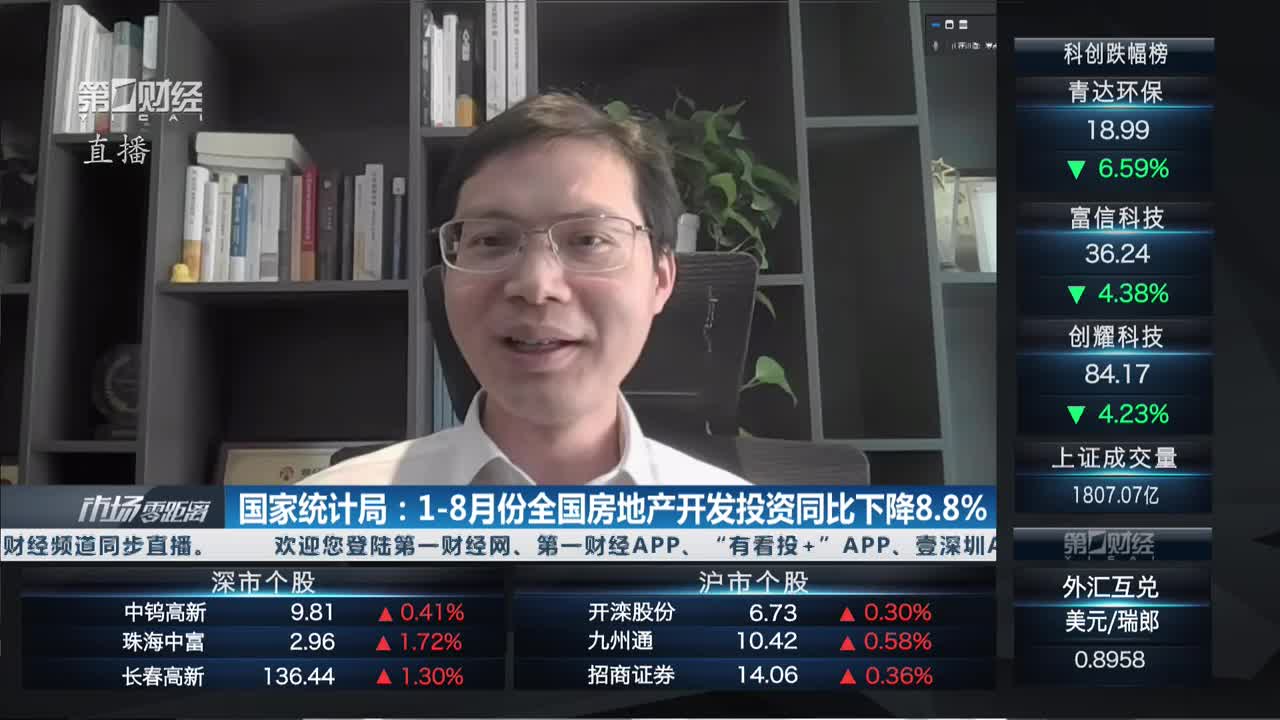 第一财经
YICAI
直播
市场零距离
国家统计局：1-8月份全国房地产开发投资同比下降8.8%
财经频道同步直播。 欢迎您登陆第一财经网、第一财经APP、“有看投+”APP、壹深圳A
深市个股
中钨高新 9.81 ▲0.41%
珠海中富 2.96 ▲1.72%
长春高新 136.44 ▲1.30%
沪市个股
开滦股份 6.73 ▲0.30%
九州通 10.42 ▲0.58%
招商证券 14.06 ▲0.36%
科创跌幅榜
青达环保
18.99
▼ 6.59%
富信科技
36.24
▼ 4.38%
创耀科技
84.17
▼ 4.23%
上证成交量
1807.07亿
第一财经
YICAI
外汇互兑
美元/瑞郎
0.8958